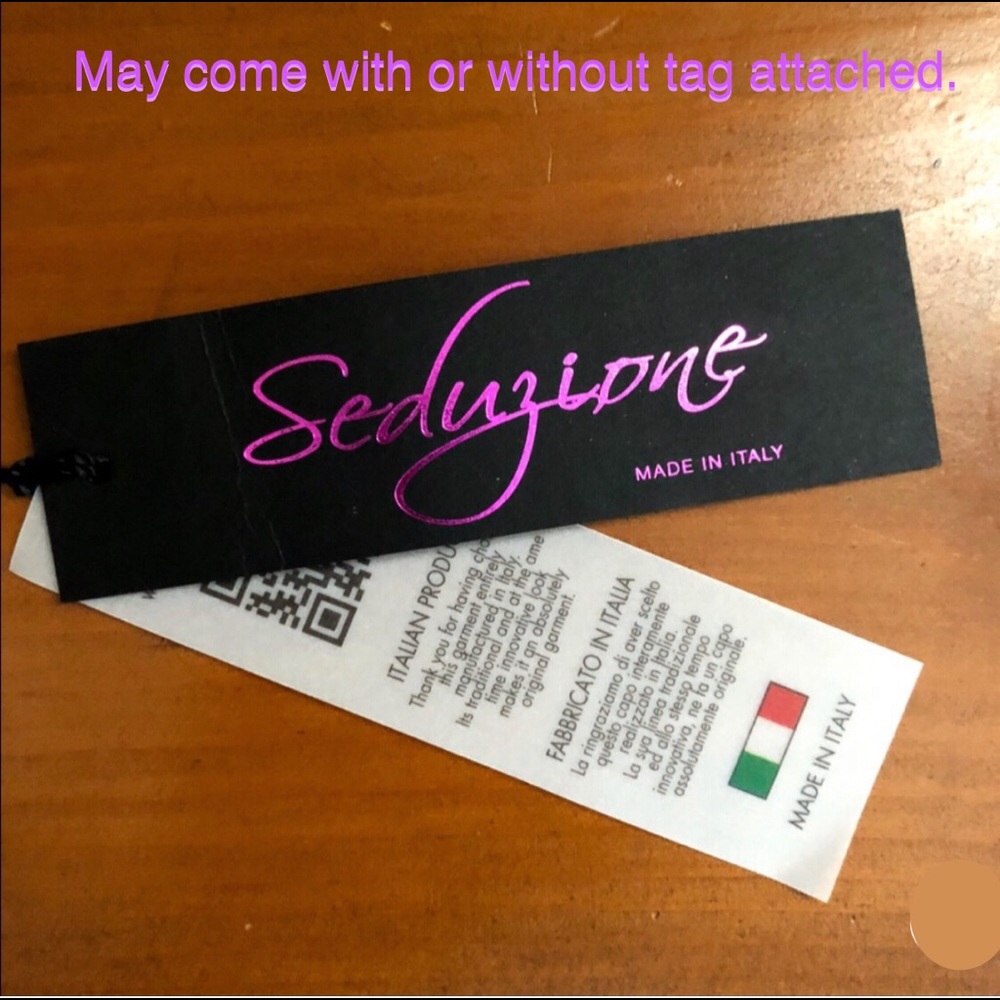 May come with or without tag attached.
Seduzione
MADE IN ITALY
ITALIAN PRODU
Thank you for having cho
this garment entirely
manufactured in Italy.
Its traditional and at the ame
time innovative look
makes it an absolutely
original garment.
FABBRICATO IN ITALIA
La ringraziamo di aver scelto
questo capo interamente
realizzato in Italia.
La sua linea tradizionale
ed allo stesso tempo
innovativa, ne fa un capo
assolutamente originale.
MADE IN ITALY